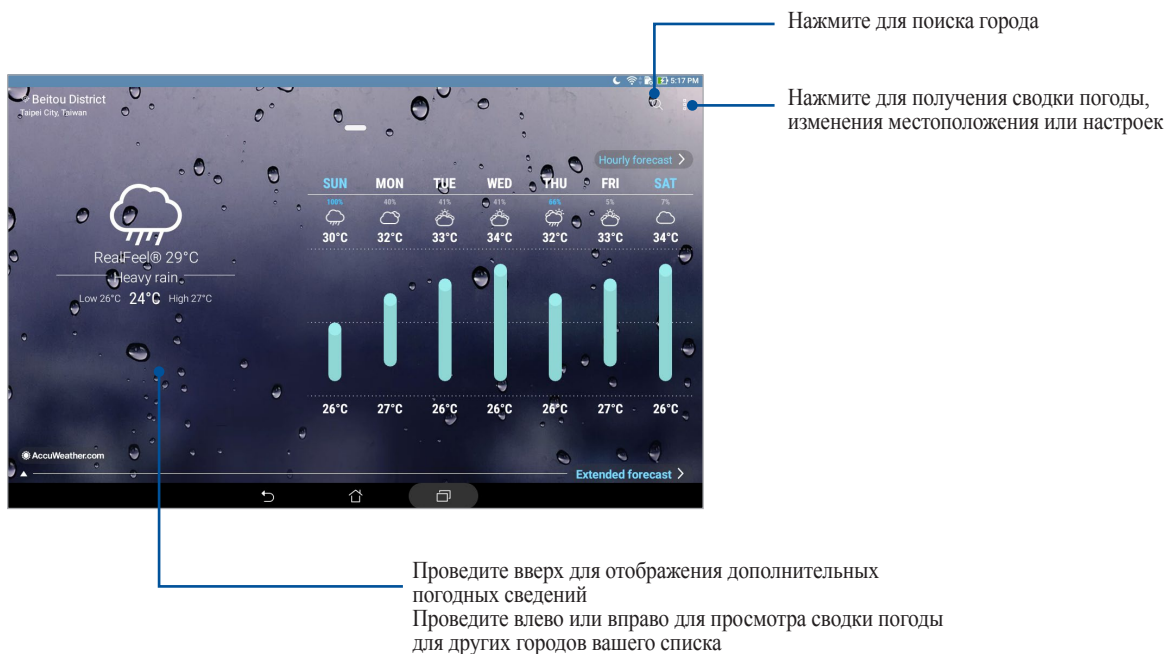 Нажмите для поиска города
5:17 PM
Beitou District
Taipei City, Taiwan
Нажмите для получения сводки погоды,
изменения местоположения или настроек
Hourly forecast
SUN MON TUE WED THU FRI SAT
100% 40% 41% 41% 66% 5% 7%
30°C 32°C 33°C 34°C 32°C 33°C 34°C
RealFeel® 29°C
Heavy rain
Low 26°C 24°C High 27°C
26°C 27°C 26°C 26°C 26°C 27°C 26°C
AccuWeather.com
Extended forecast
Проведите вверх для отображения дополнительных
погодных сведений
Проведите влево или вправо для просмотра сводки погоды
для других городов вашего списка